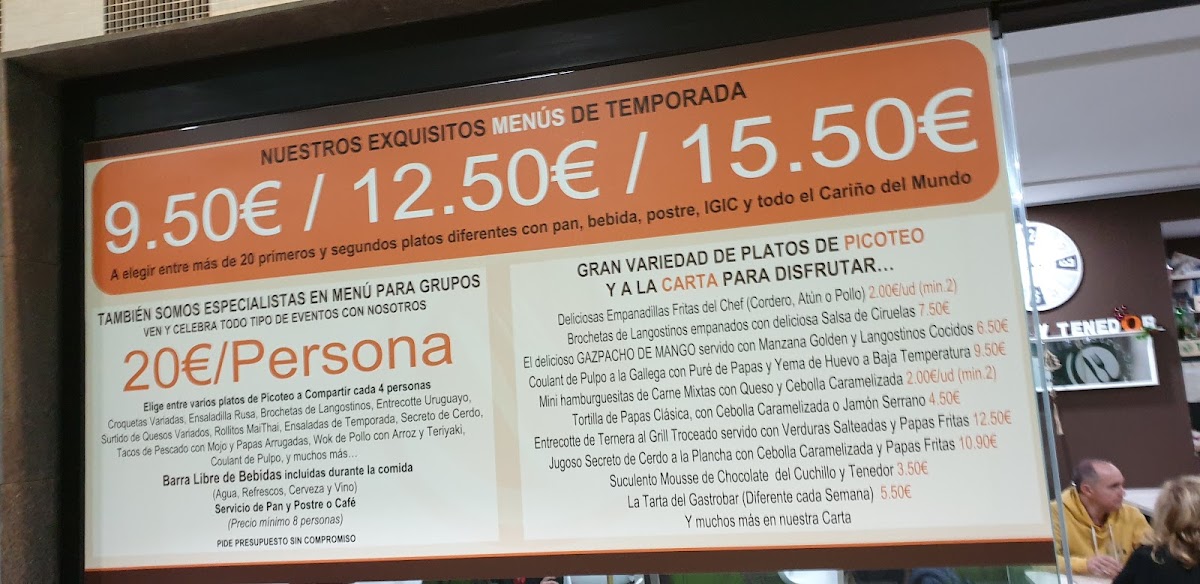 NUESTROS EXQUISITOS MENÚS DE TEMPORADA
9.50€ / 12.50€ / 15.50€
A elegir entre más de 20 primeros y segundos platos diferentes con pan, bebida, postre, IGIC y todo el Cariño del Mundo
TAMBIÉN SOMOS ESPECIALISTAS EN MENÚ PARA GRUPOS
VEN Y CELEBRA TODO TIPO DE EVENTOS CON NOSOTROS
20€/Persona
Elige entre varios platos de Picoteo a Compartir cada 4 personas
Croquetas Variadas, Ensaladilla Rusa, Brochetas de Langostinos, Entrecotte Uruguayo,
Surtido de Quesos Variados, Rollitos MaiThai, Ensaladas de Temporada, Secreto de Cerdo,
Tacos de Pescado con Mojo y Papas Arrugadas, Wok de Pollo con Arroz y Teriyaki,
Coulant de Pulpo, y muchos más...
Barra Libre de Bebidas incluidas durante la comida
(Agua, Refrescos, Cerveza y Vino)
Servicio de Pan y Postre o Café
(Precio mínimo 8 personas)
PIDE PRESUPUESTO SIN COMPROMISO
GRAN VARIEDAD DE PLATOS DE PICOTEO
Y A LA CARTA PARA DISFRUTAR...
Deliciosas Empanadillas Fritas del Chef (Cordero, Atún o Pollo) 2.00€/ud (min.2)
Brochetas de Langostinos empanados con deliciosa Salsa de Ciruelas 7.50€
El delicioso GAZPACHO DE MANGO servido con Manzana Golden y Langostinos Cocidos 6.50€
Coulant de Pulpo a la Gallega con Puré de Papas y Yema de Huevo a Baja Temperatura 9.50€
Mini hamburguesitas de Carne Mixtas con Queso y Cebolla Caramelizada 2.00€/ud (min.2)
Tortilla de Papas Clásica, con Cebolla Caramelizada o Jamón Serrano 4.50€
Entrecotte de Ternera al Grill Troceado servido con Verduras Salteadas y Papas Fritas 12.50€
Jugoso Secreto de Cerdo a la Plancha con Cebolla Caramelizada y Papas Fritas 10.90€
Suculento Mousse de Chocolate del Cuchillo y Tenedor 3.50€
La Tarta del Gastrobar (Diferente cada Semana) 5.50€
Y muchos más en nuestra Carta
Y TENEDOR